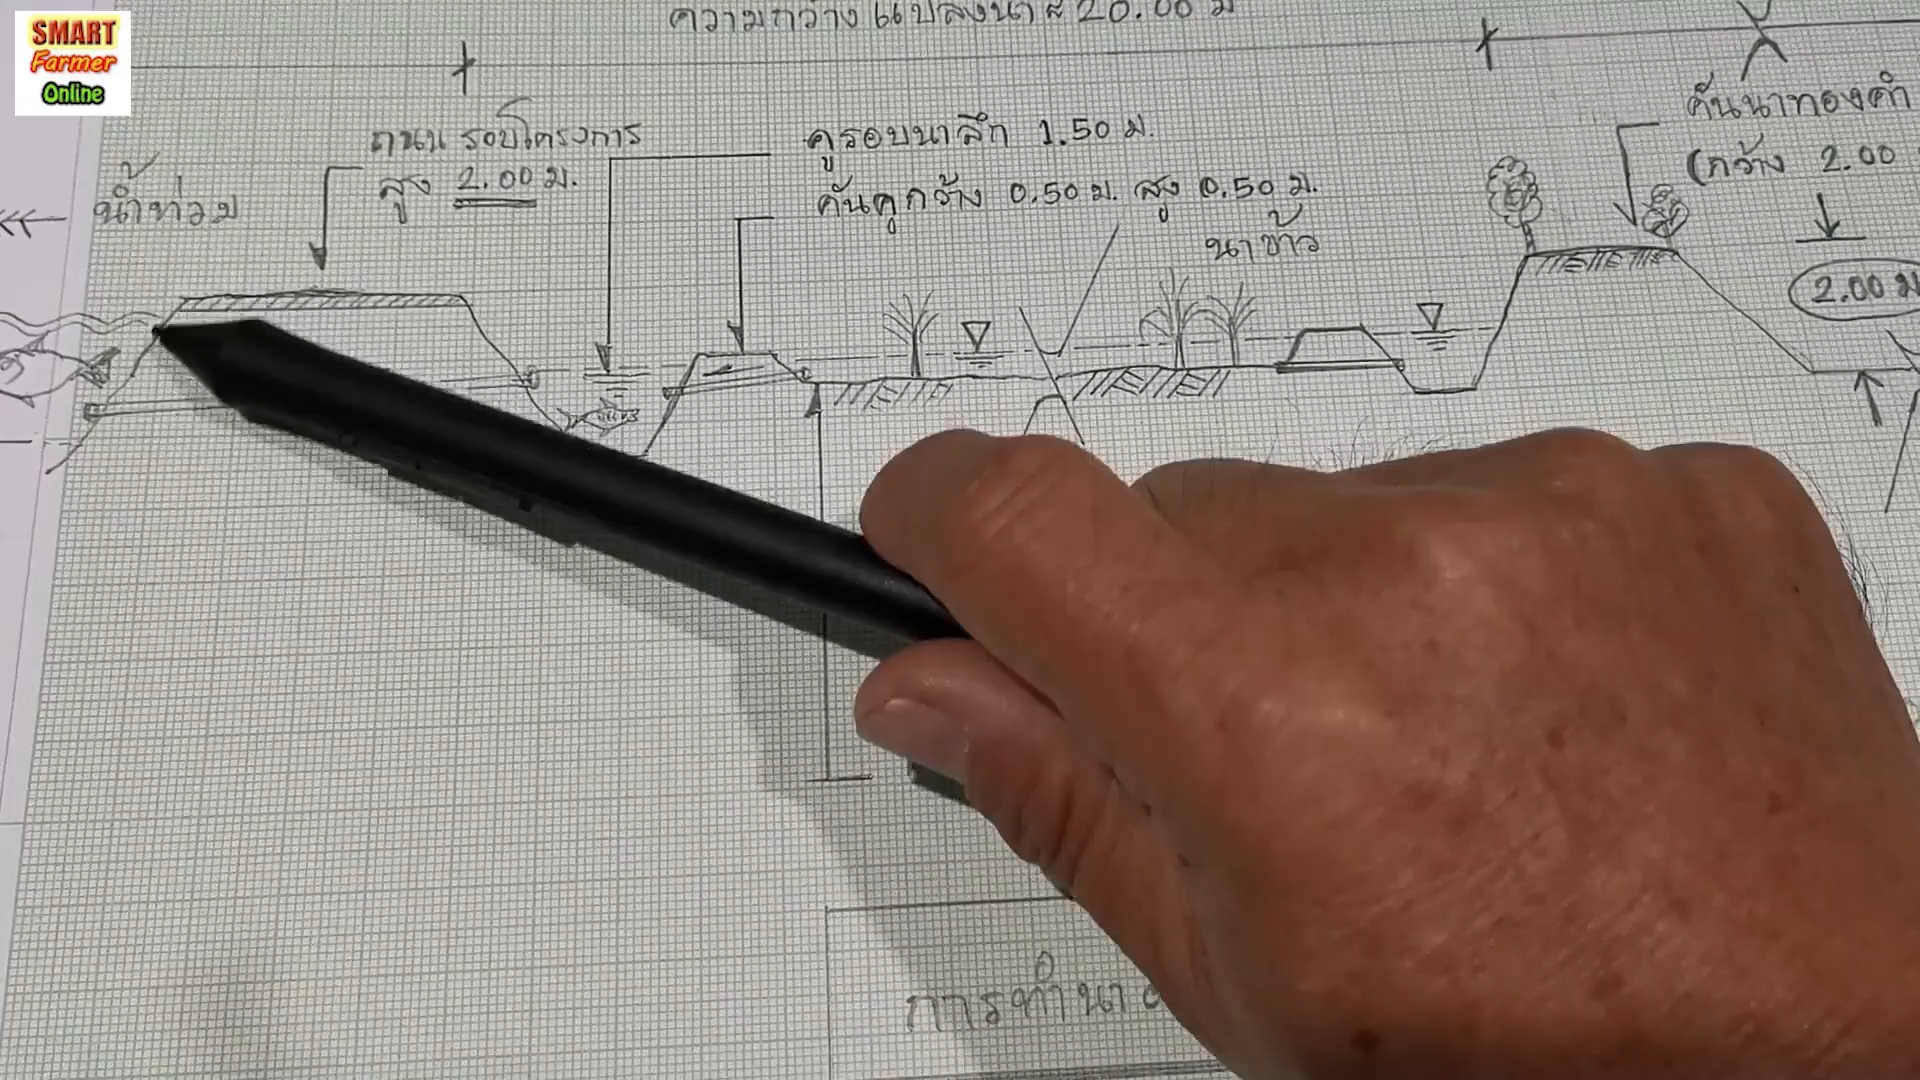 SMART
Farmer
Online
ความกว้างแปลงนา 20.00 ม
ถนนรอบโครงการ
สูง 2.00 ม.
น้ำท่วม
คูรอบนาลึก 1.50 ม.
คันคูกว้าง 0.50 ม. สูง 0.50 ม.
นาข้าว
คันนาทองคำ
(กว้าง 2.00
2.00 ม
การทำนา